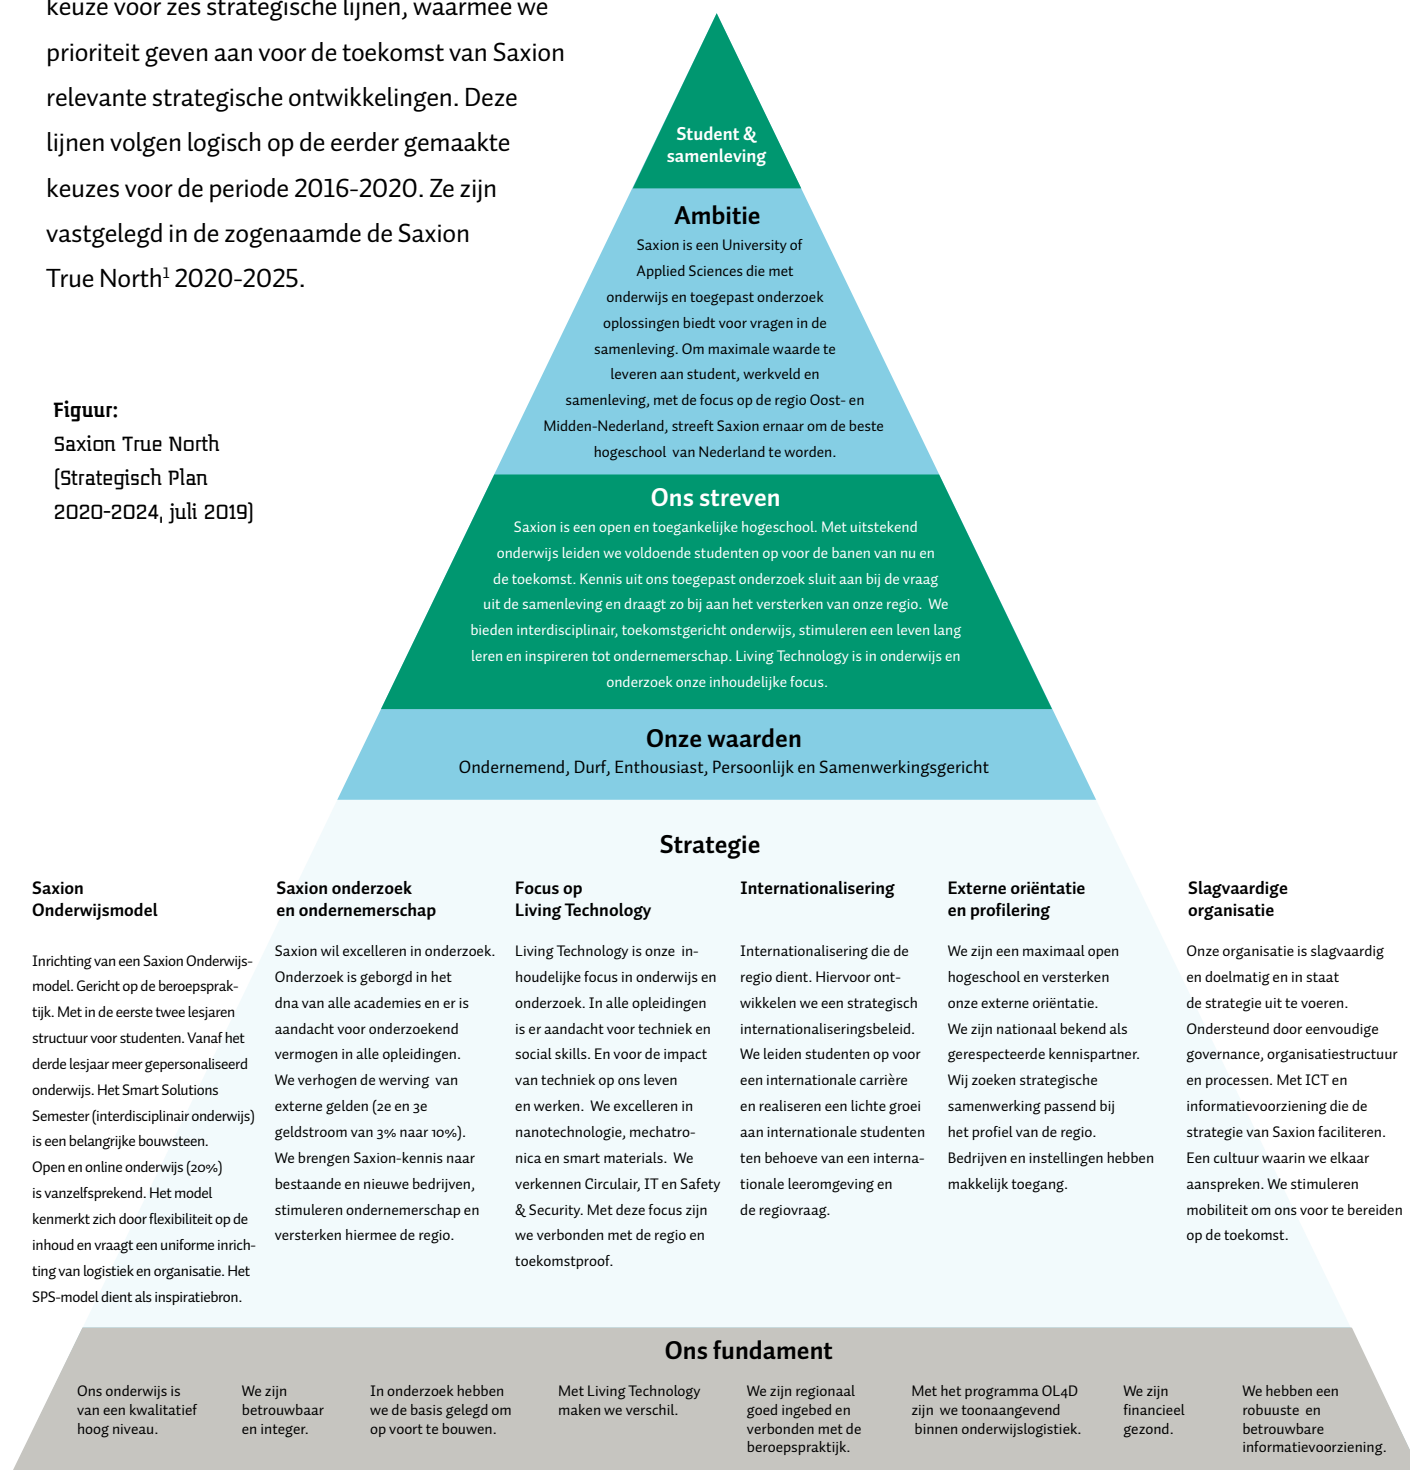 keuze voor zes strategische lijnen, waarmee we
prioriteit geven aan voor de toekomst van Saxion
relevante strategische ontwikkelingen. Deze
lijnen volgen logisch op de eerder gemaakte
keuzes voor de periode 2016-2020. Ze zijn
vastgelegd in de zogenaamde de Saxion
True North¹ 2020-2025.
Figuur:
Saxion True North
(Strategisch Plan
2020-2024, juli 2019)
Student &
samenleving
Ambitie
Saxion is een University of
Applied Sciences die met
onderwijs en toegepast onderzoek
oplossingen biedt voor vragen in de
samenleving. Om maximale waarde te
leveren aan student, werkveld en
samenleving, met de focus op de regio Oost- en
Midden-Nederland, streeft Saxion ernaar om de beste
hogeschool van Nederland te worden.
Ons streven
Saxion is een open en toegankelijke hogeschool. Met uitstekend
onderwijs leiden we voldoende studenten op voor de banen van nu en
de toekomst. Kennis uit ons toegepast onderzoek sluit aan bij de vraag
uit de samenleving en draagt zo bij aan het versterken van onze regio. We
bieden interdisciplinair, toekomstgericht onderwijs, stimuleren een leven lang
leren en inspireren tot ondernemerschap. Living Technology is in onderwijs en
onderzoek onze inhoudelijke focus.
Onze waarden
Ondernemend, Durf, Enthousiast, Persoonlijk en Samenwerkingsgericht
Strategie
Saxion
Onderwijsmodel
Inrichting van een Saxion Onderwijs-
model. Gericht op de beroepsprak-
tijk. Met in de eerste twee lesjaren
structuur voor studenten. Vanaf het
derde lesjaar meer gepersonaliseerd
onderwijs. Het Smart Solutions
Semester (interdisciplinair onderwijs)
is een belangrijke bouwsteen.
Open en online onderwijs (20%)
is vanzelfsprekend. Het model
kenmerkt zich door flexibiliteit op de
inhoud en vraagt een uniforme inrich-
ting van logistiek en organisatie. Het
SPS-model dient als inspiratiebron.
Saxion onderzoek
en ondernemerschap
Saxion wil excelleren in onderzoek.
Onderzoek is geborgd in het
dna van alle academies en er is
aandacht voor onderzoekend
vermogen in alle opleidingen.
We verhogen de werving van
externe gelden (2e en 3e
geldstroom van 3% naar 10%).
We brengen Saxion-kennis naar
bestaande en nieuwe bedrijven,
stimuleren ondernemerschap en
versterken hiermee de regio.
Focus op
Living Technology
Living Technology is onze in-
houdelijke focus in onderwijs en
onderzoek. In alle opleidingen
is er aandacht voor techniek en
social skills. En voor de impact
van techniek op ons leven
en werken. We excelleren in
nanotechnologie, mechatro-
nica en smart materials. We
verkennen Circulair, IT en Safety
& Security. Met deze focus zijn
we verbonden met de regio en
toekomstproof.
Internationalisering
Internationalisering die de
regio dient. Hiervoor ont-
wikkelen we een strategisch
internationaliseringsbeleid.
We leiden studenten op voor
een internationale carrière
en realiseren een lichte groei
aan internationale studenten
ten behoeve van een interna-
tionale leeromgeving en
de regiovraag.
Externe oriëntatie
en profilering
We zijn een maximaal open
hogeschool en versterken
onze externe oriëntatie.
We zijn nationaal bekend als
gerespecteerde kennispartner.
Wij zoeken strategische
samenwerking passend bij
het profiel van de regio.
Bedrijven en instellingen hebben
makkelijk toegang.
Slagvaardige
organisatie
Onze organisatie is slagvaardig
en doelmatig en in staat
de strategie uit te voeren.
Ondersteund door eenvoudige
governance, organisatiestructuur
en processen. Met ICT en
informatievoorziening die de
strategie van Saxion faciliteren.
Een cultuur waarin we elkaar
aanspreken. We stimuleren
mobiliteit om ons voor te bereiden
op de toekomst.
Ons fundament
Ons onderwijs is
van een kwalitatief
hoog niveau.
We zijn
betrouwbaar
en integer.
In onderzoek hebben
we de basis gelegd om
op voort te bouwen.
Met Living Technology
maken we verschil.
We zijn regionaal
goed ingebed en
verbonden met de
beroepspraktijk.
Met het programma OL4D
zijn we toonaangevend
binnen onderwijslogistiek.
We zijn
financieel
gezond.
We hebben een
robuuste en
betrouwbare
informatievoorziening.